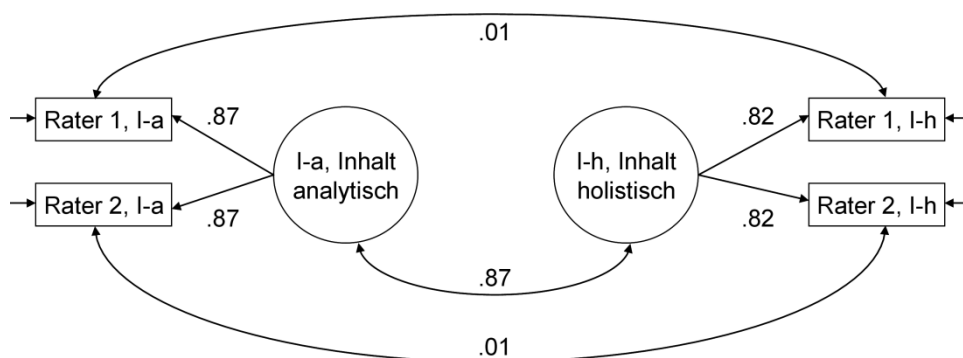 .01
Rater 1, I-a
.87
I-a, Inhalt
analytisch
I-h, Inhalt
holistisch
.82
Rater 1, I-h
Rater 2, I-a
.87
.82
Rater 2, I-h
.87
.01